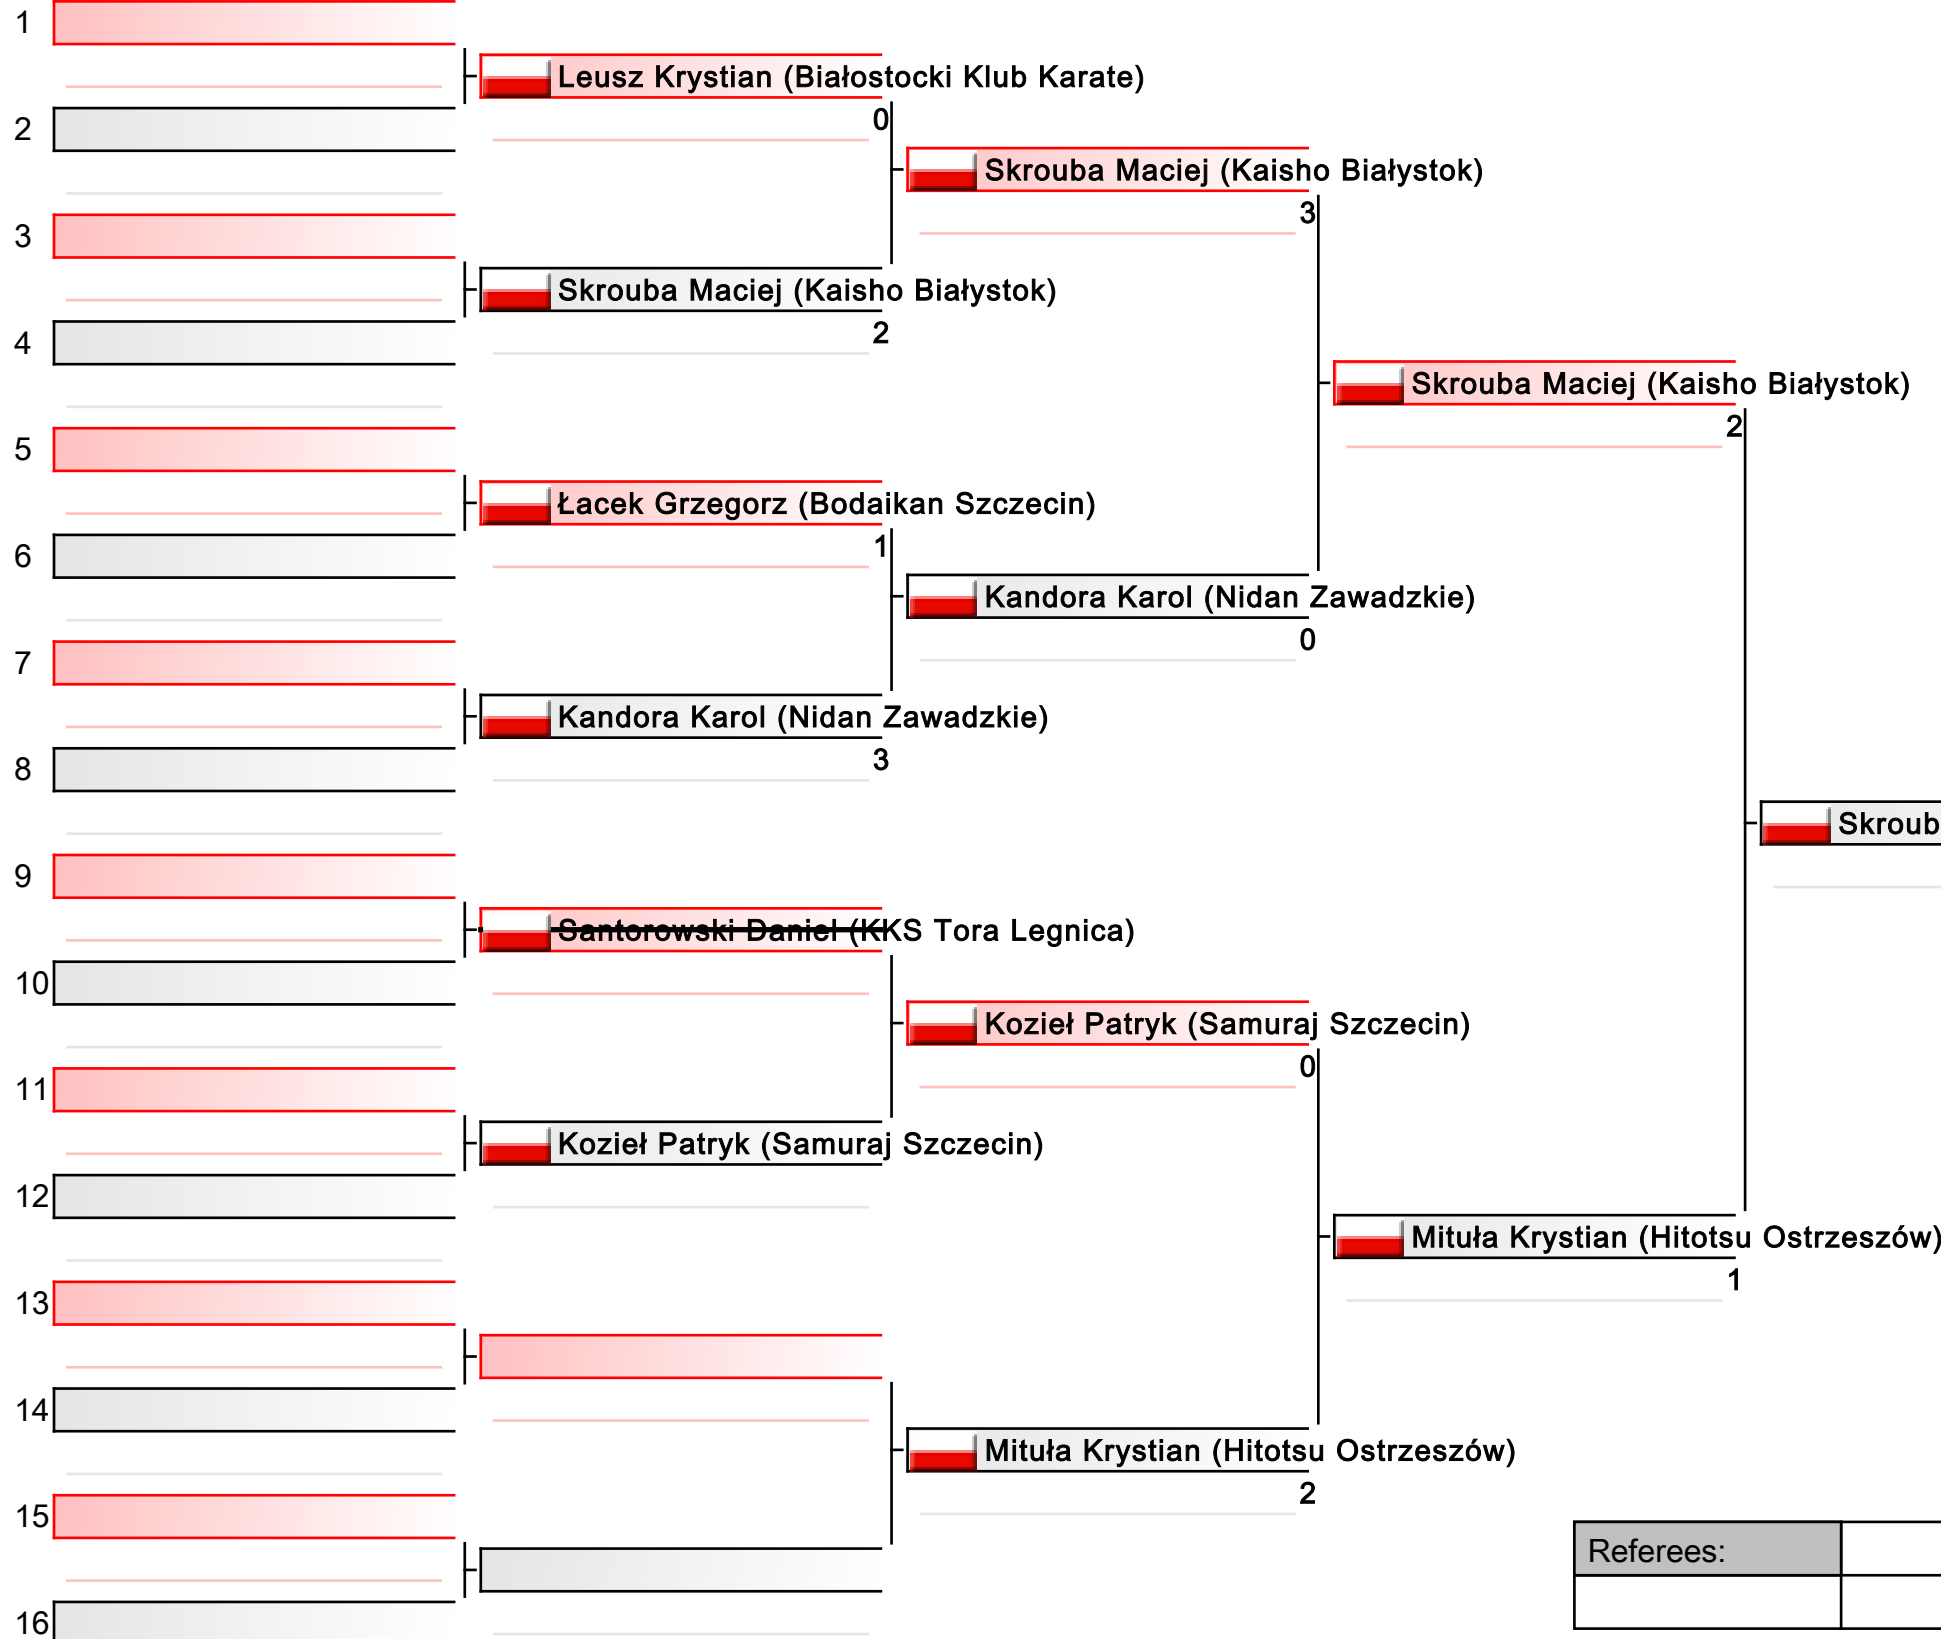 1
Leusz Krystian (Białostocki Klub Karate)
0
2
Skrouba Maciej (Kaisho Białystok)
3
3
Skrouba Maciej (Kaisho Białystok)
2
4
Skrouba Maciej (Kaisho Białystok)
2
5
Łacek Grzegorz (Bodaikan Szczecin)
1
6
Kandora Karol (Nidan Zawadzkie)
0
7
Kandora Karol (Nidan Zawadzkie)
3
8
Skroub
9
Santorowski Daniel (KKS Tora Legnica)
10
Kozieł Patryk (Samuraj Szczecin)
0
11
Kozieł Patryk (Samuraj Szczecin)
12
Mituła Krystian (Hitotsu Ostrzeszów)
1
13
14
Mituła Krystian (Hitotsu Ostrzeszów)
2
15
Referees:
16